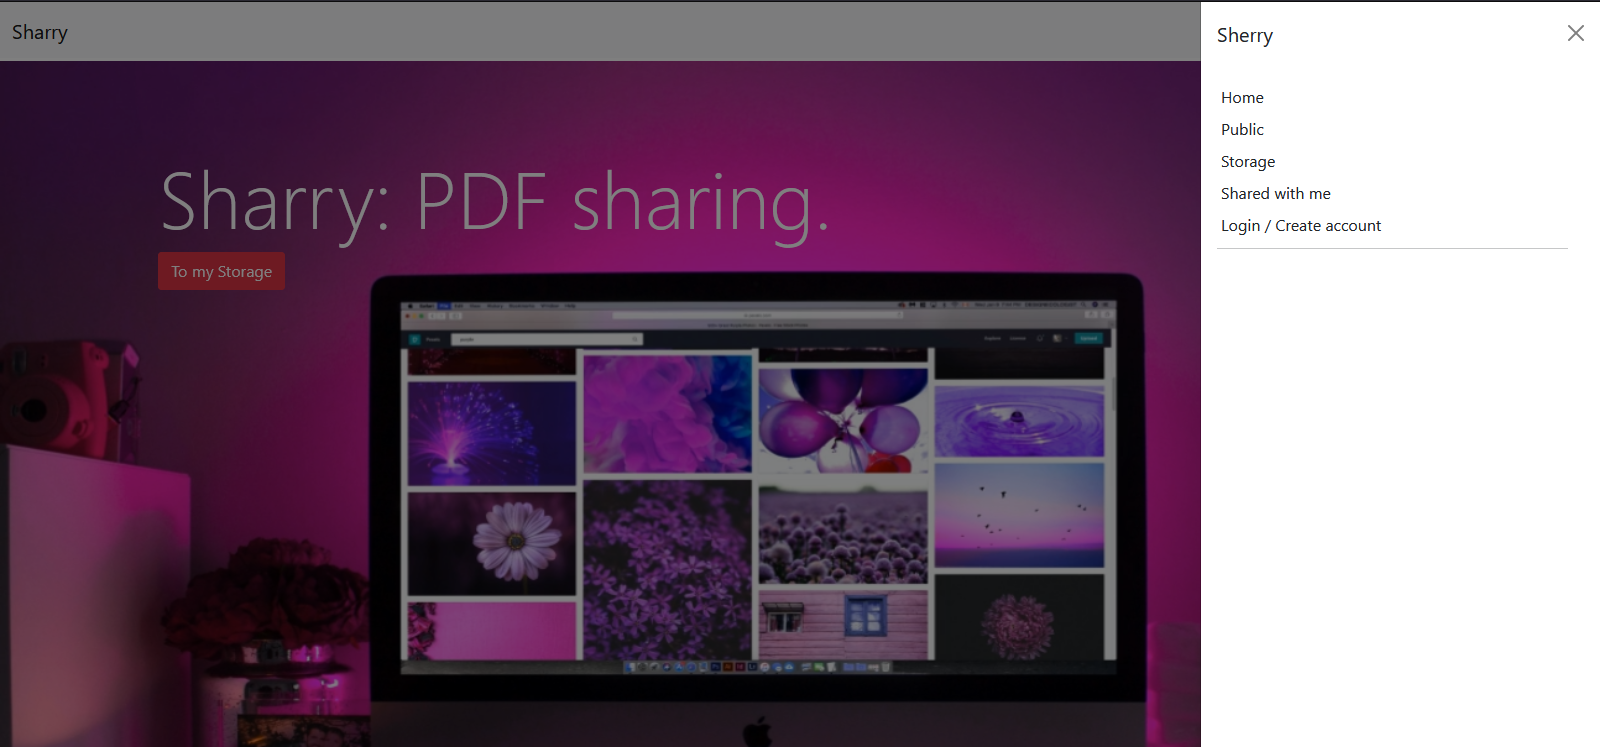 Sharry
Sharry: PDF sharing.
To my Storage
Sherry
Home
Public
Storage
Shared with me
Login / Create account